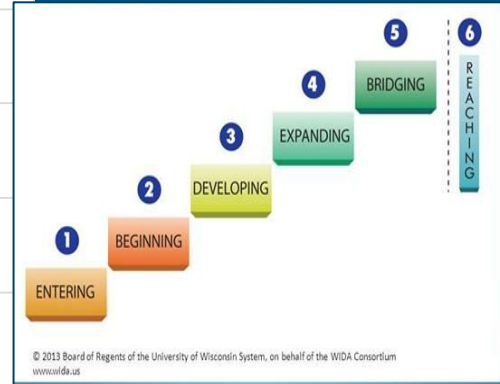 1
ENTERING
2
BEGINNING
3
DEVELOPING
4
EXPANDING
5
BRIDGING
6
REACHING
© 2013 Board of Regents of the University of Wisconsin System, on behalf of the WIDA Consortium
www.wida.us